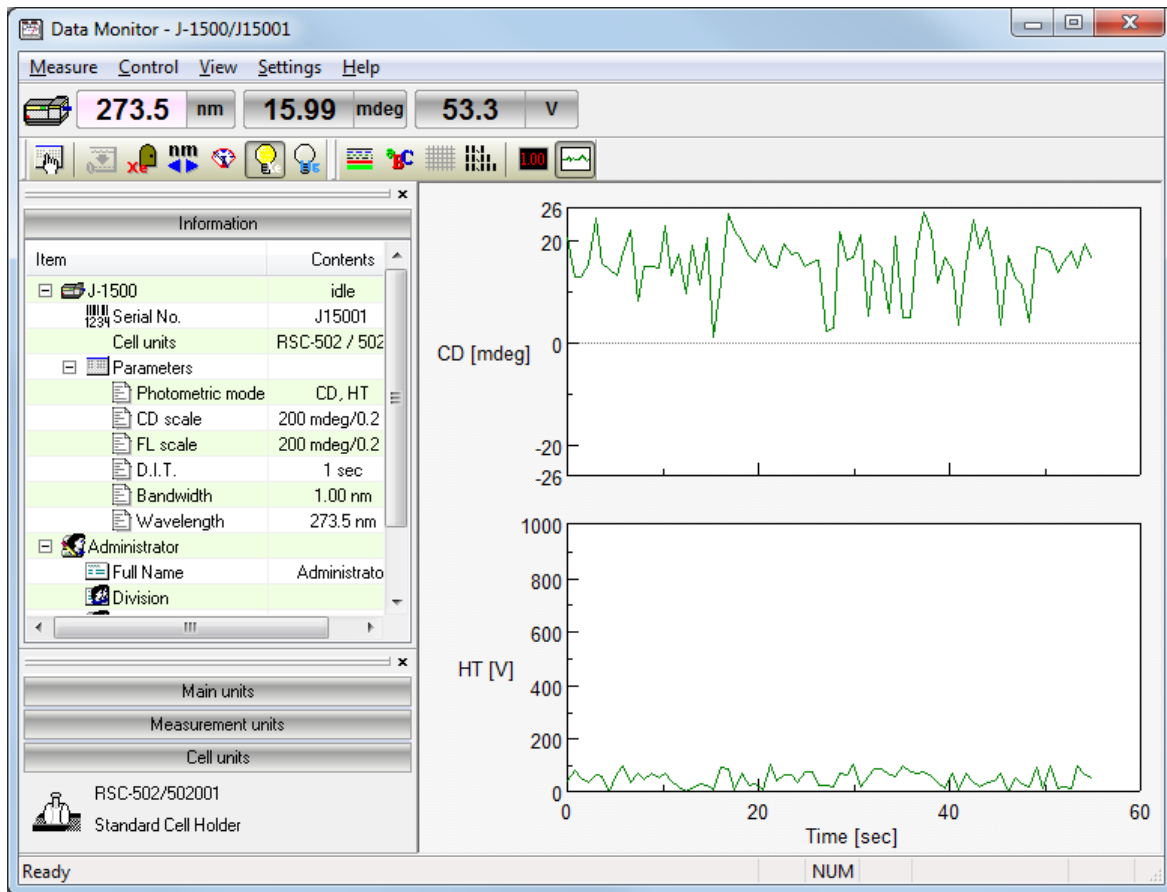 Data Monitor - J-1500/J15001
Measure Control View Settings Help
273.5 nm 15.99 mdeg 53.3 V
Information
Item Contents
J-1500 idle
Serial No. J15001
Cell units RSC-502 / 502
Parameters
Photometric mode CD, HT
CD scale 200 mdeg/0.2
FL scale 200 mdeg/0.2
D.I.T. 1 sec
Bandwidth 1.00 nm
Wavelength 273.5 nm
Administrator
Full Name Administrato
Division
Main units
Measurement units
Cell units
RSC-502/502001
Standard Cell Holder
26
20
CD [mdeg]
0
-20
-26
1000
800
600
HT [V]
400
200
0
0 20 40 60
Time [sec]
Ready NUM